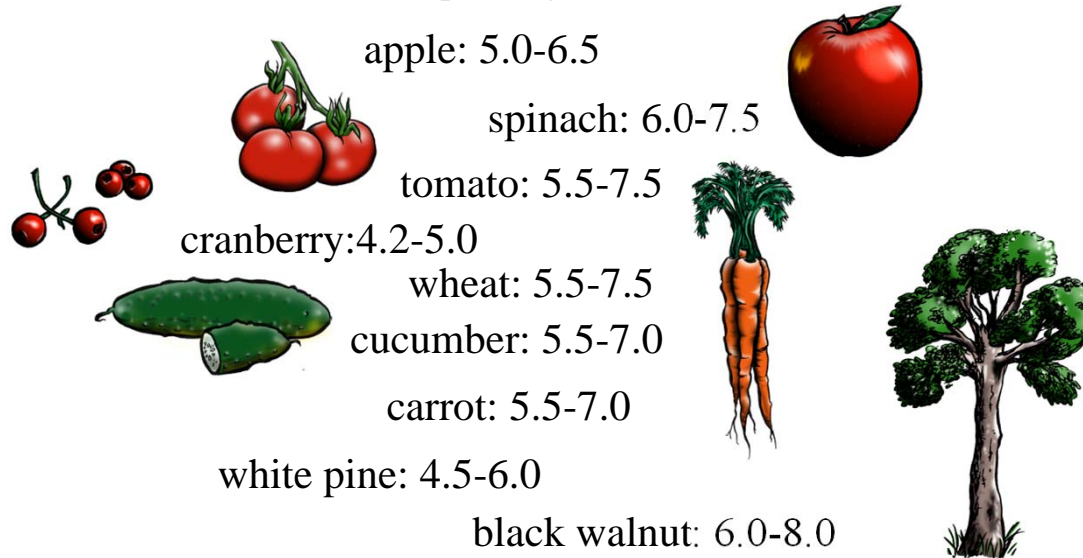 apple: 5.0-6.5
spinach: 6.0-7.5
tomato: 5.5-7.5
cranberry:4.2-5.0
wheat: 5.5-7.5
cucumber: 5.5-7.0
carrot: 5.5-7.0
white pine: 4.5-6.0
black walnut: 6.0-8.0